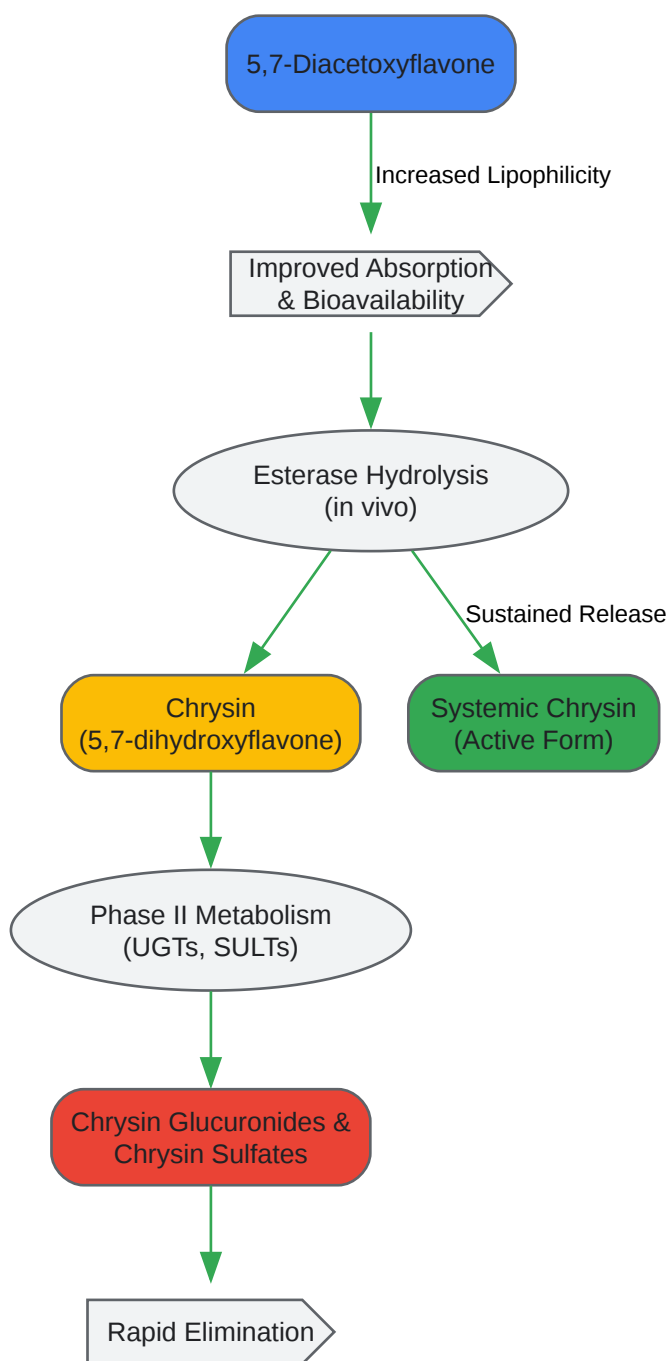 5,7-Diacetoxyflavone
Increased Lipophilicity
Improved Absorption
& Bioavailability
Esterase Hydrolysis
(in vivo)
Sustained Release
Chrysin
(5,7-dihydroxyflavone)
Systemic Chrysin
(Active Form)
Phase II Metabolism
(UGTs, SULTs)
Chrysin Glucuronides &
Chrysin Sulfates
Rapid Elimination